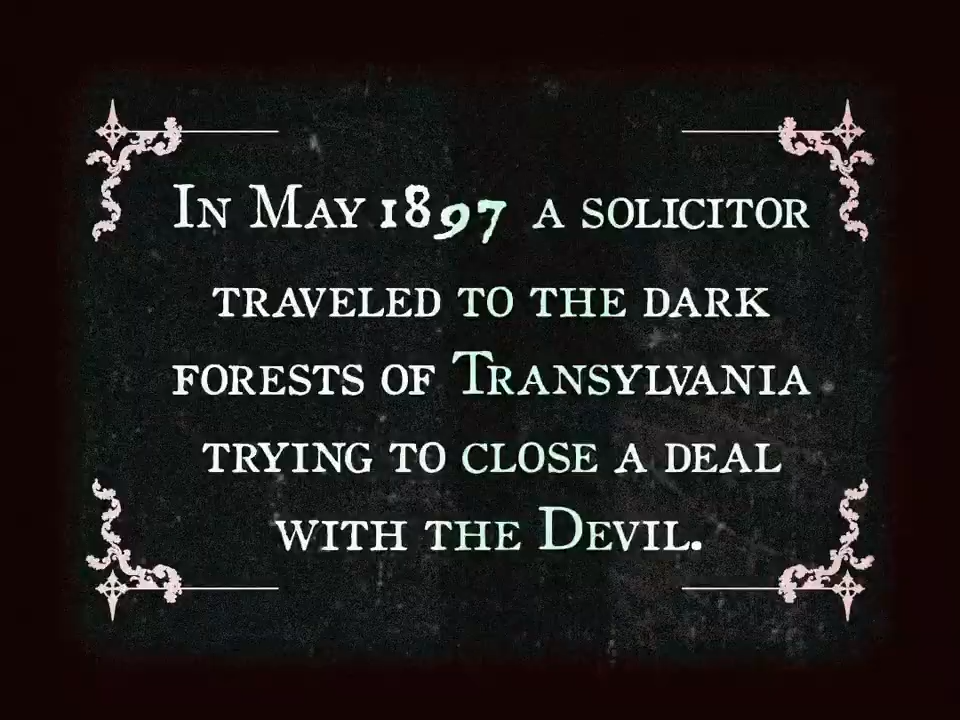 In May 1897 a solicitor
traveled to the dark
forests of Transylvania
trying to close a deal
with the Devil.